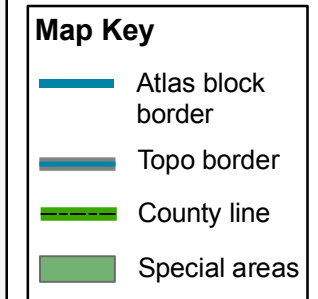 Map Key
Atlas block
border
Topo border
County line
Special areas